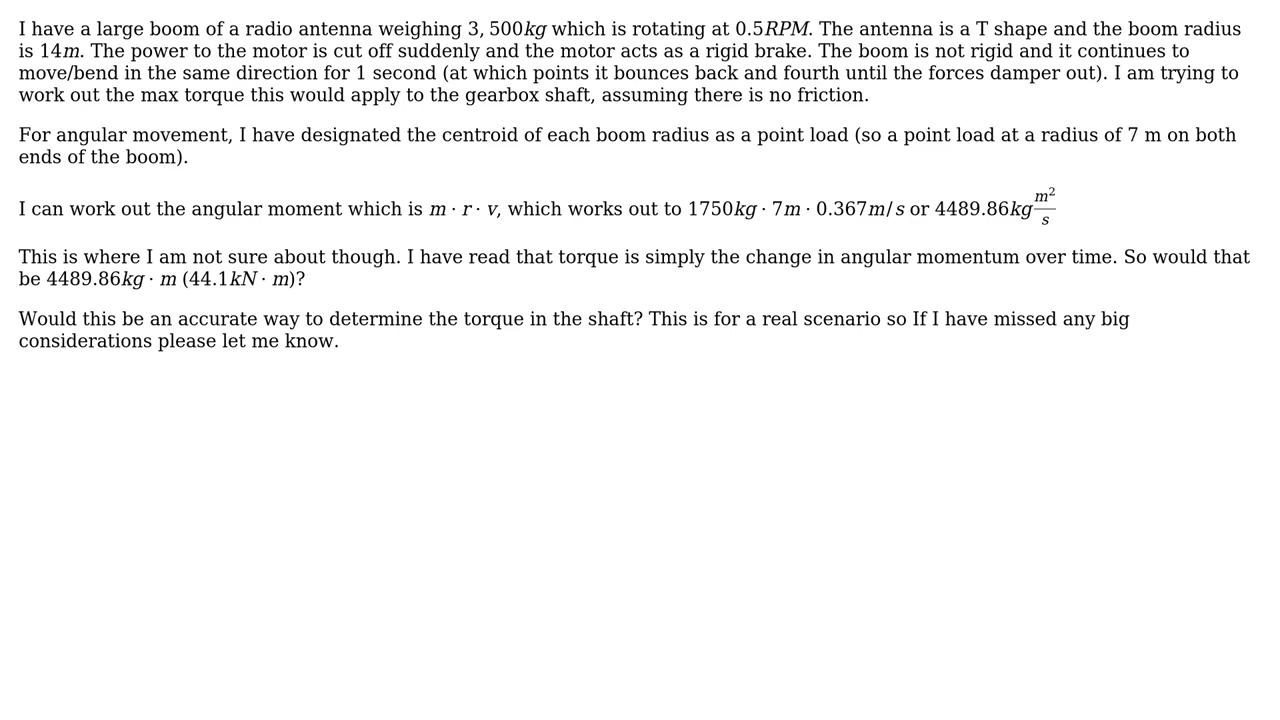 I have a large boom of a radio antenna weighing 3, 500kg which is rotating at 0.5RPM. The antenna is a T shape and the boom radius
is 14m. The power to the motor is cut off suddenly and the motor acts as a rigid brake. The boom is not rigid and it continues to
move/bend in the same direction for 1 second (at which points it bounces back and fourth until the forces damper out). I am trying to
work out the max torque this would apply to the gearbox shaft, assuming there is no friction.
For angular movement, I have designated the centroid of each boom radius as a point load (so a point load at a radius of 7 m on both
ends of the boom).
I can work out the angular moment which is m · r · v, which works out to 1750kg · 7m · 0.367m/s or 4489.86kg m²/s
This is where I am not sure about though. I have read that torque is simply the change in angular momentum over time. So would that
be 4489.86kg · m (44.1kN · m)?
Would this be an accurate way to determine the torque in the shaft? This is for a real scenario so If I have missed any big
considerations please let me know.